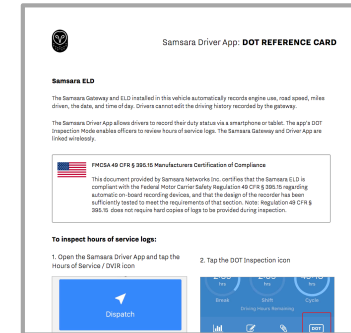 Samsara Driver App: DOT REFERENCE CARD
Samsara ELD
The Samsara Gateway and ELD installed in this vehicle automatically records engine use, road speed, miles
driven, the date, and time of day. Drivers cannot edit the driving history recorded by the gateway.
The Samsara Driver App allows drivers to record their duty status via a smartphone or tablet. The app's DOT
Inspection Mode enables officers to review hours of service logs. The Samsara Gateway and Driver App are
linked wirelessly.
FMCSA 49 CFR § 395.15 Manufacturers Certification of Compliance
This document provided by Samsara Networks Inc. certifies that the Samsara ELD is
compliant with the Federal Motor Carrier Safety Regulation 49 CFR § 395.15 regarding
automatic on-board recording devices, and that the design of the recorder has been
sufficiently tested to meet the requirements of that section. Note: Regulation 49 CFR §
395.15 does not require hard copies of logs to be provided during inspection.
To inspect hours of service logs:
1. Open the Samsara Driver App and tap the
Hours of Service / DVIR icon
2. Tap the DOT Inspection icon
Dispatch
hrs hrs hrs
Break Shift Cycle
Driving Hours Remaining
DOT